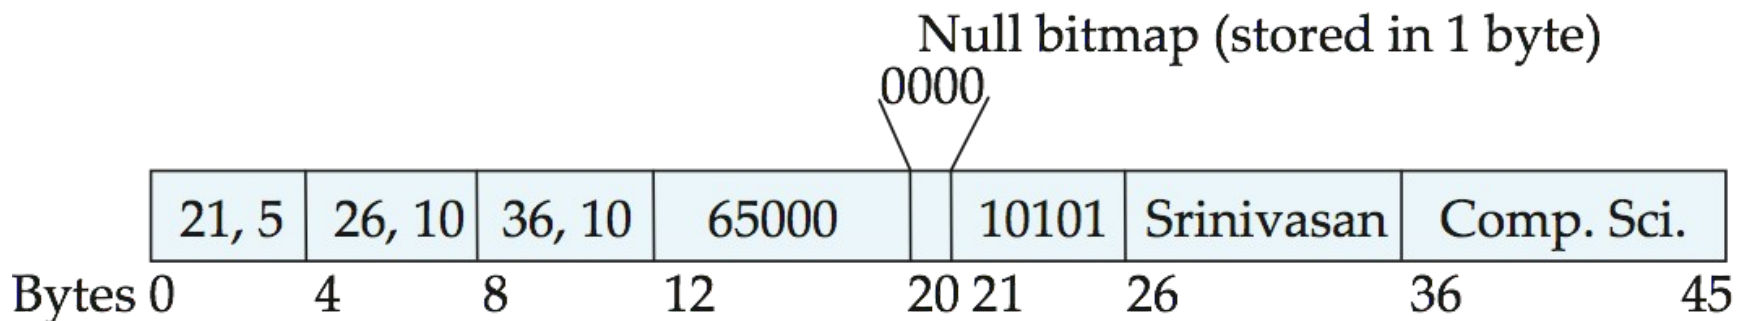 Null bitmap (stored in 1 byte)
0000
21, 5 26, 10 36, 10 65000 10101 Srinivasan Comp. Sci.
Bytes 0 4 8 12 20 21 26 36 45